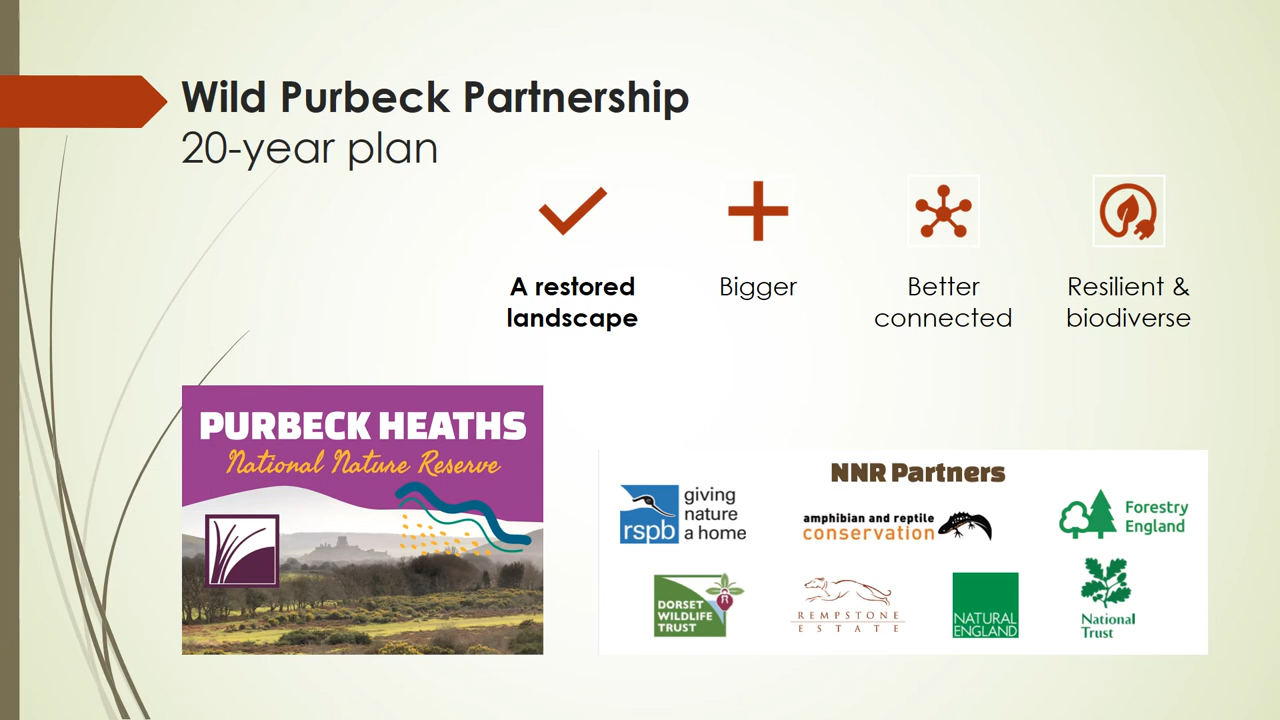 Wild Purbeck Partnership
20-year plan
A restored
landscape
Bigger
Better
connected
Resilient &
biodiverse
PURBECK HEATHS
National Nature Reserve
NNR Partners
rspb
giving
nature
a home
amphibian and reptile
conservation
Forestry
England
DORSET
WILDLIFE
TRUST
REMPSTONE
ESTATE
NATURAL
ENGLAND
National
Trust